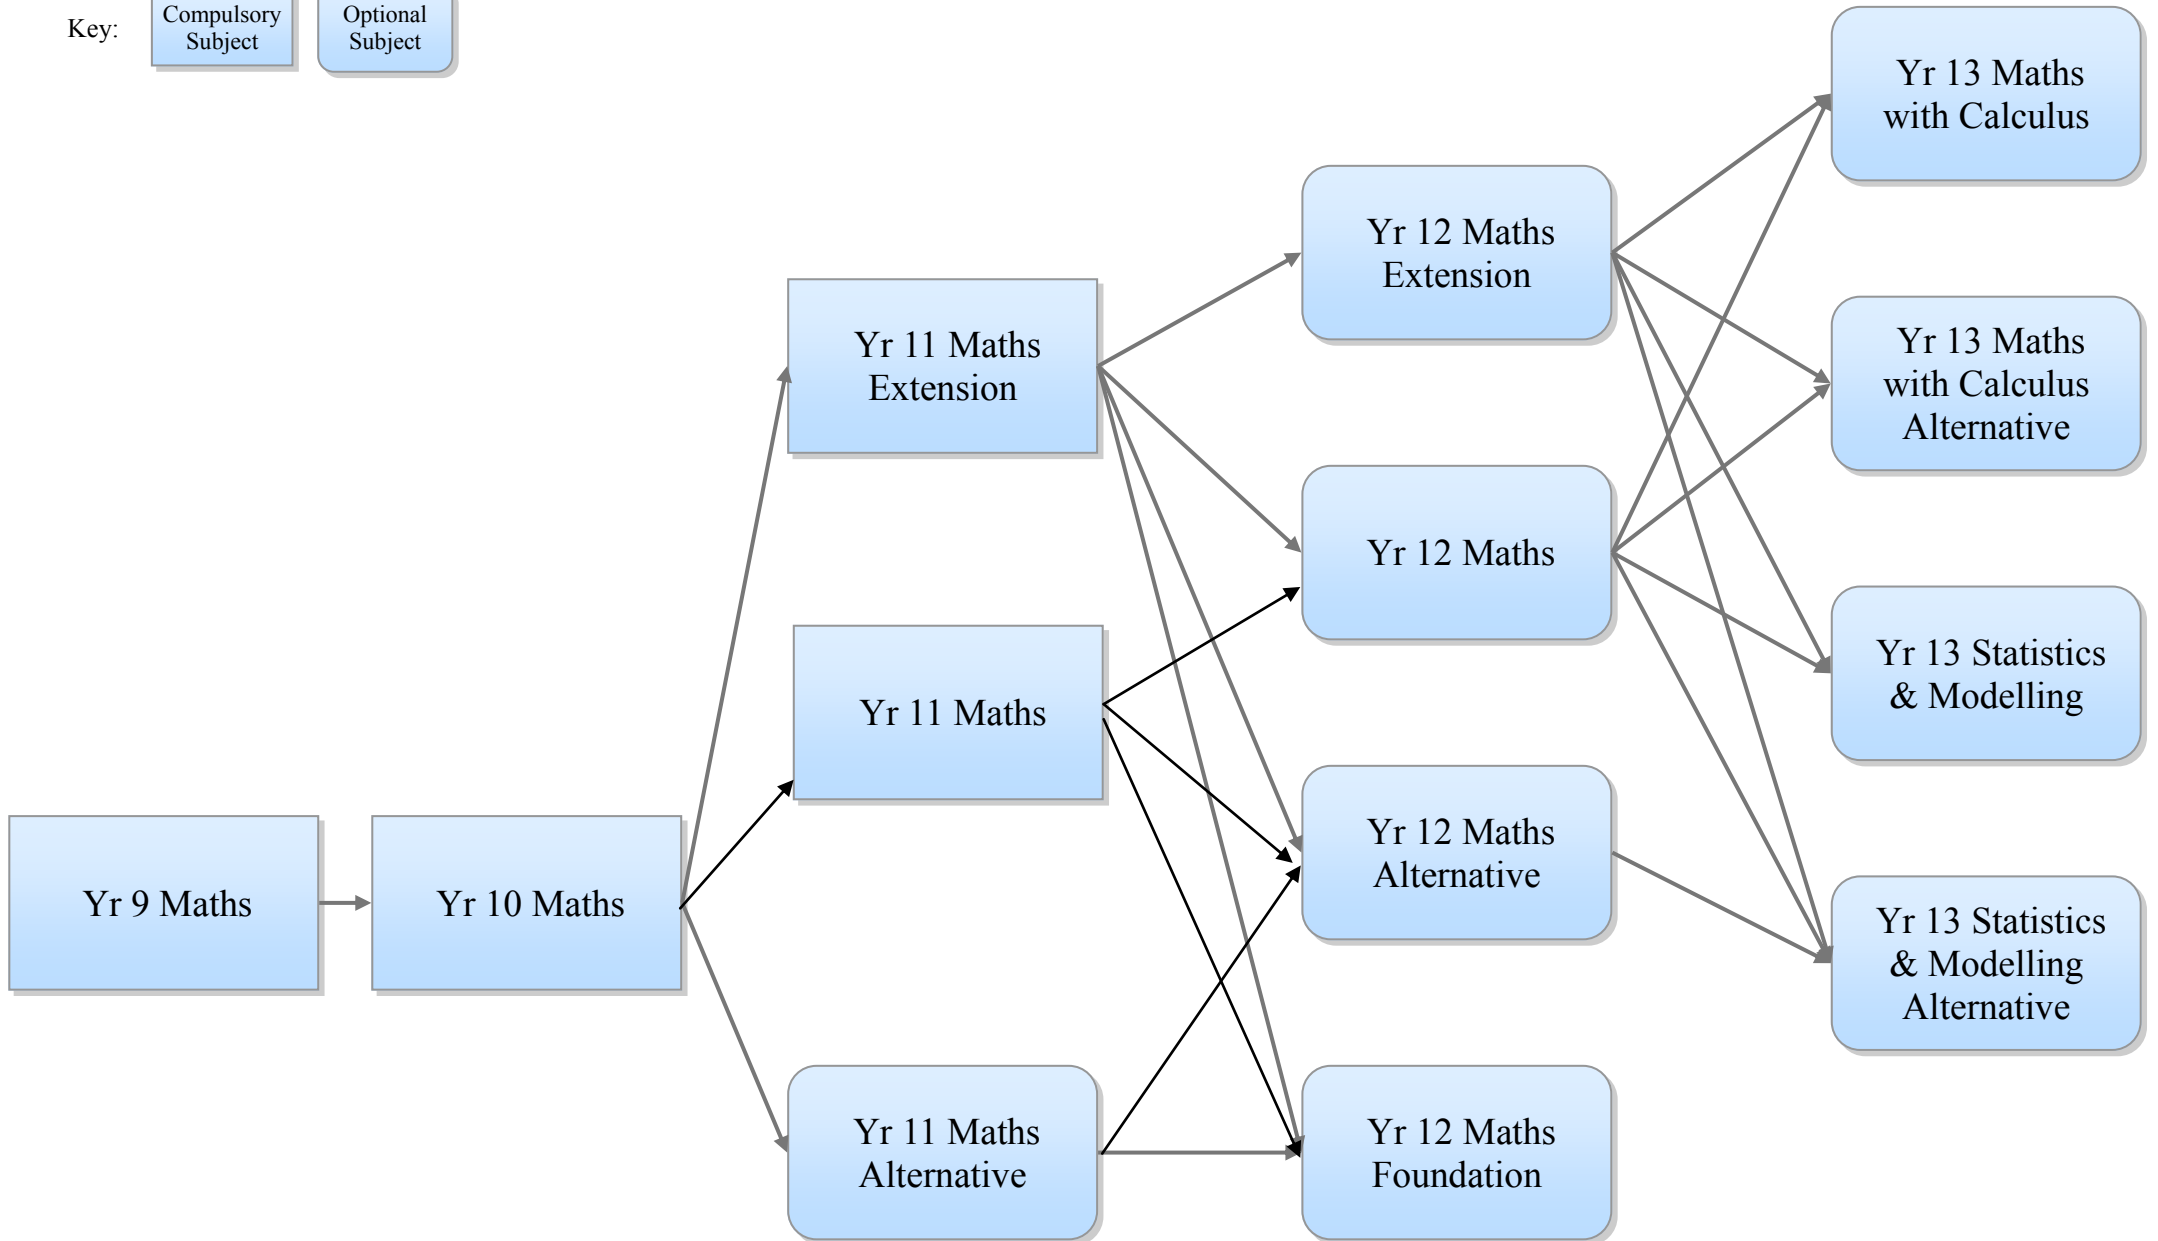 Key:
Compulsory
Subject
Optional
Subject
Yr 9 Maths
Yr 10 Maths
Yr 11 Maths
Extension
Yr 11 Maths
Yr 11 Maths
Alternative
Yr 12 Maths
Extension
Yr 12 Maths
Yr 12 Maths
Alternative
Yr 12 Maths
Foundation
Yr 13 Maths
with Calculus
Yr 13 Maths
with Calculus
Alternative
Yr 13 Statistics
& Modelling
Yr 13 Statistics
& Modelling
Alternative